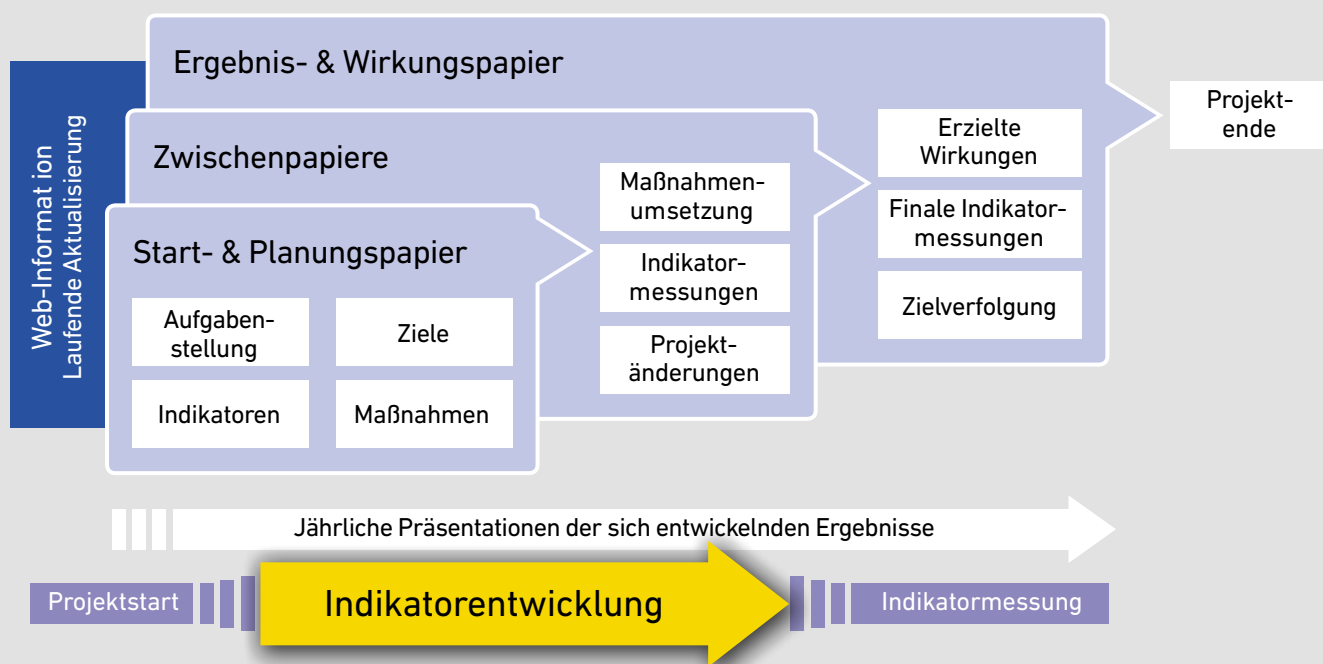 Ergebnis- & Wirkungspapier
Projekt-
ende
Erzielte
Wirkungen
Finale Indikator-
messungen
Zielverfolgung
Zwischenpapiere
Maßnahmen-
umsetzung
Indikator-
messungen
Projekt-
änderungen
Start- & Planungspapier
Aufgaben-
stellung
Ziele
Indikatoren
Maßnahmen
Web-Informat ion
Laufende Aktualisierung
Jährliche Präsentationen der sich entwickelnden Ergebnisse
Projektstart
Indikatorentwicklung
Indikatormessung